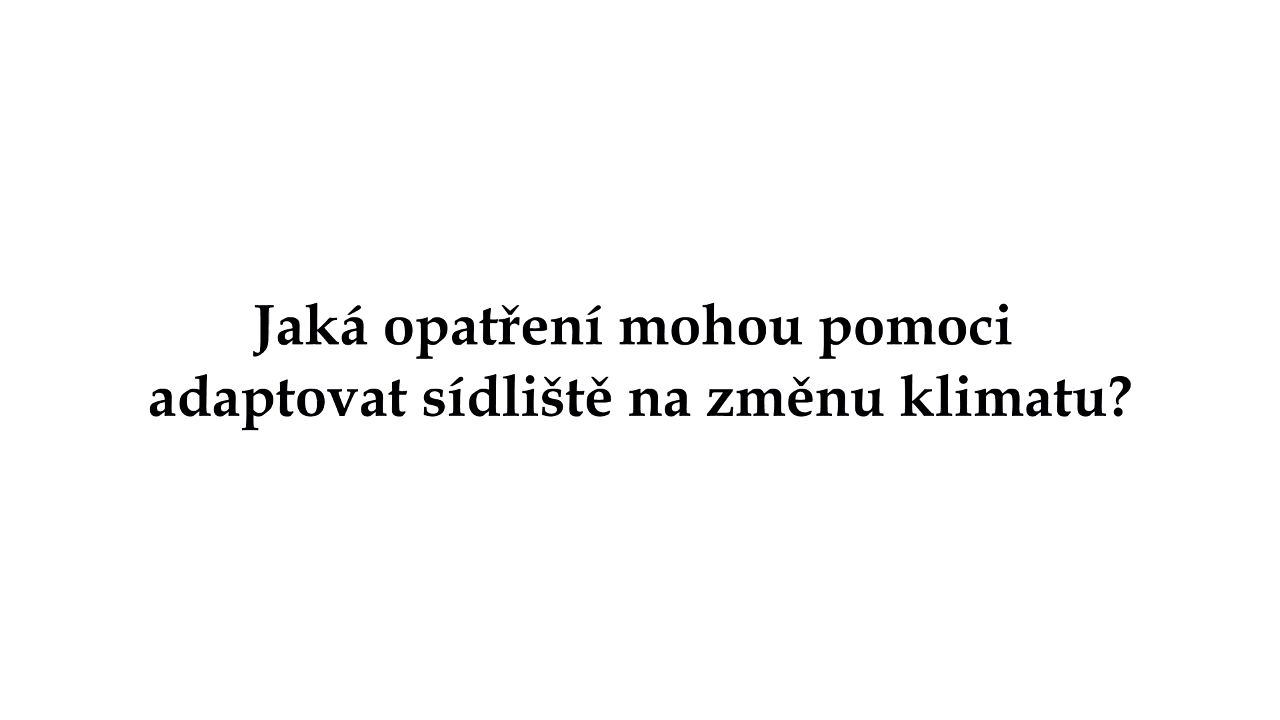 Jaká opatření mohou pomoci
adaptovat sídliště na změnu klimatu?